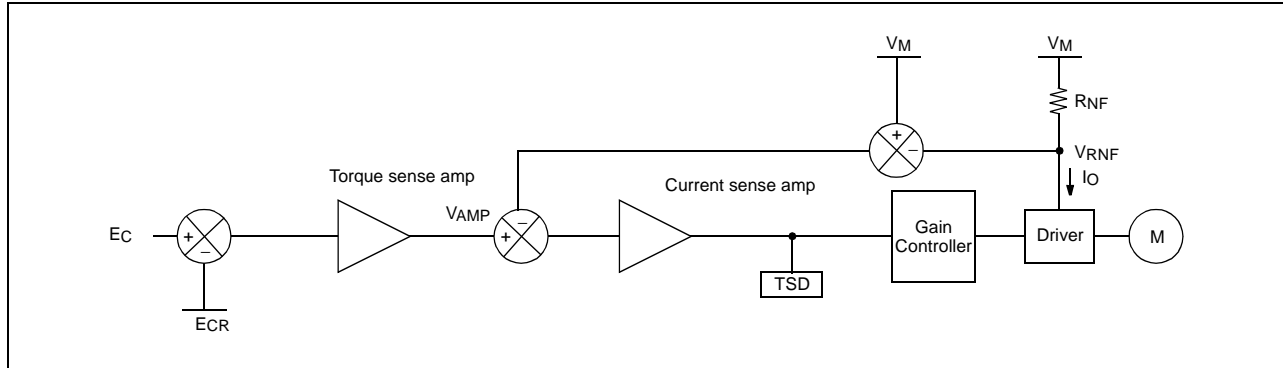 VM
VM
RNF
+
−
VRNF
IO
Torque sense amp
Current sense amp
VAMP
−
+
Gain
Controller
Driver
M
EC
+
−
TSD
ECR